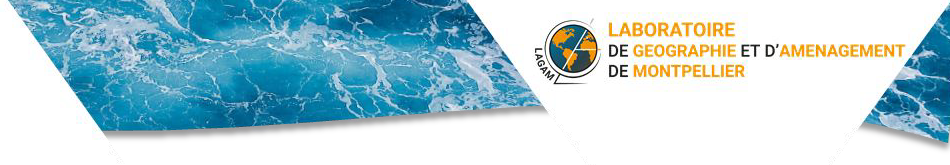 LABORATOIRE
DE GEOGRAPHIE ET D'AMENAGEMENT
DE MONTPELLIER
LAGAM